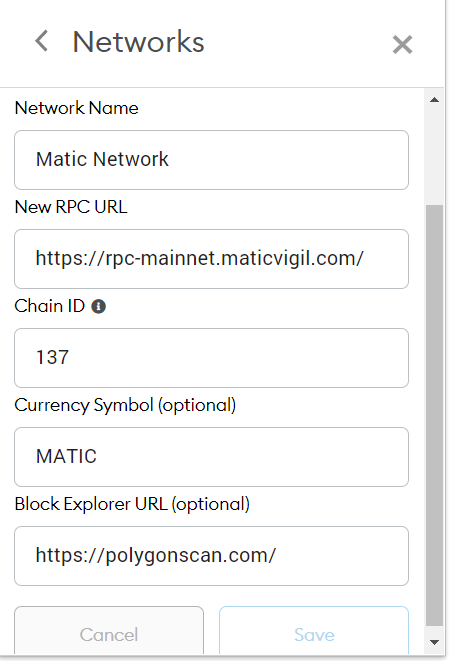 Networks
Network Name
Matic Network
New RPC URL
https://rpc-mainnet.maticvigil.com/
Chain ID
137
Currency Symbol (optional)
MATIC
Block Explorer URL (optional)
https://polygonscan.com/
Cancel Save